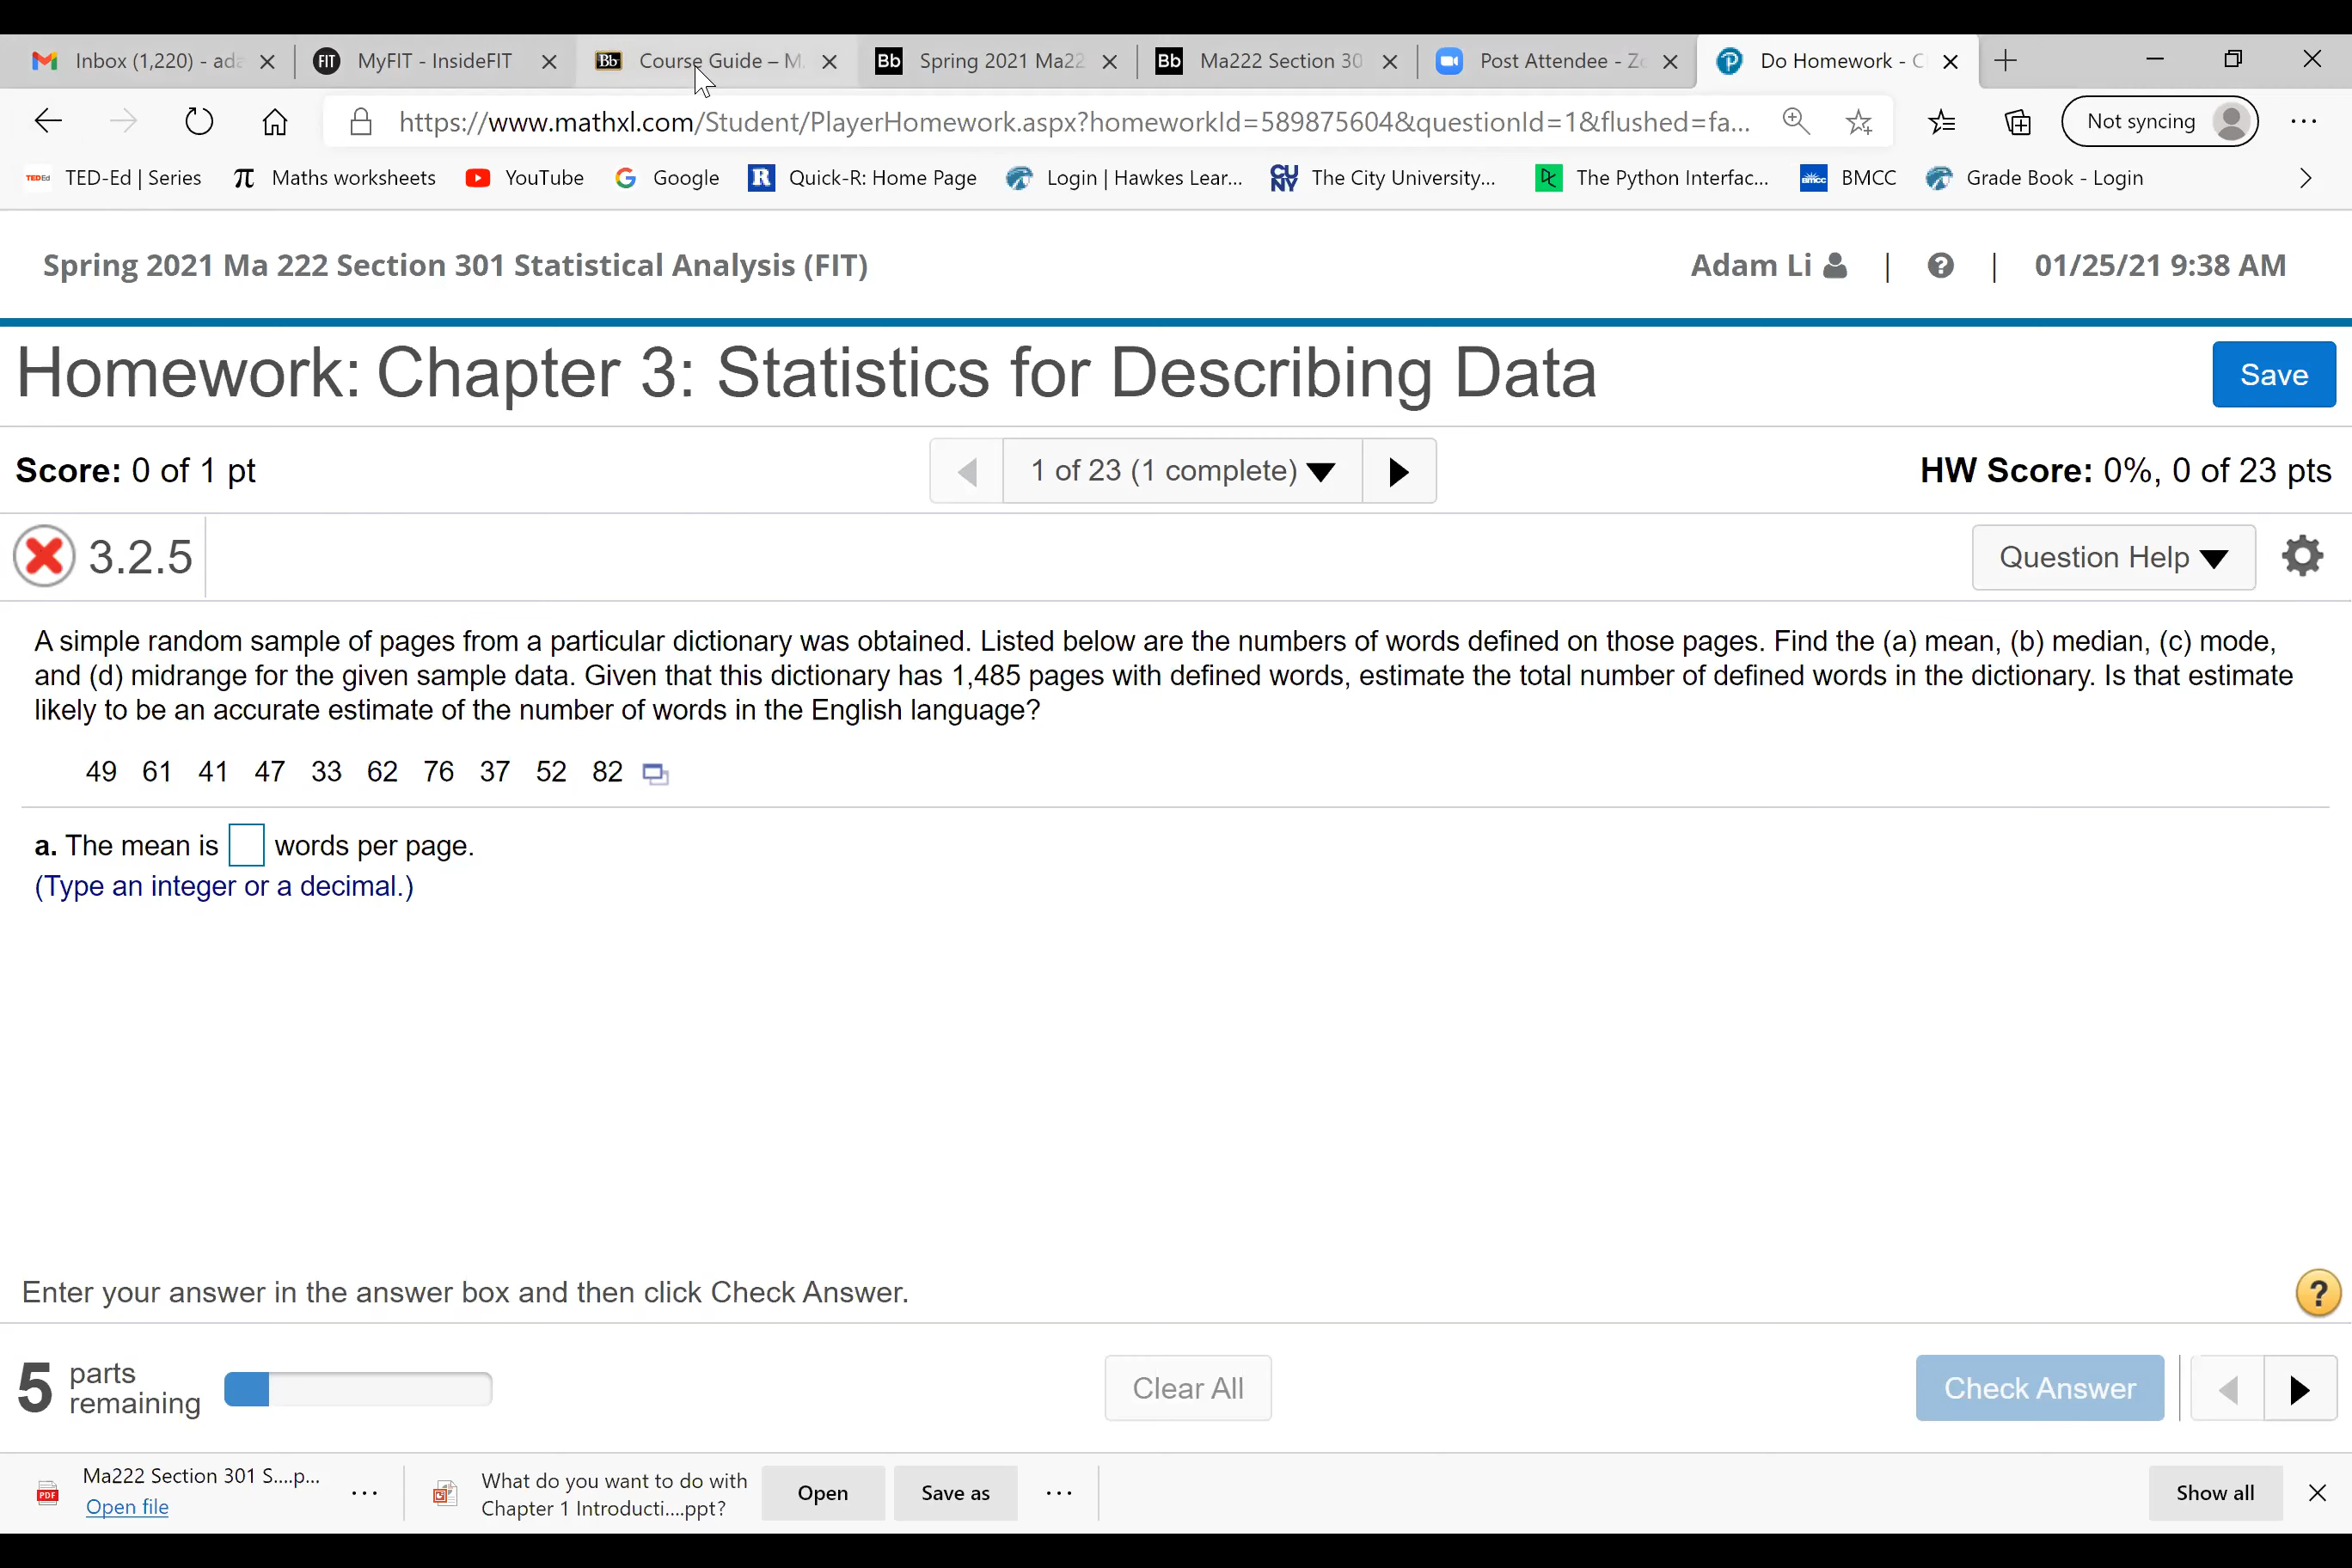 Inbox (1,220) - ada
MyFIT - InsideFIT
Course Guide – M
Spring 2021 Ma22
Ma222 Section 30
Post Attendee - Zo
Do Homework - C
https://www.mathxl.com/Student/PlayerHomework.aspx?homeworkId=589875604&questionId=1&flushed=fa...
Not syncing
TED-Ed | Series
Maths worksheets
YouTube
Google
Quick-R: Home Page
Login | Hawkes Lear...
The City University...
The Python Interfac...
BMCC
Grade Book - Login
Spring 2021 Ma 222 Section 301 Statistical Analysis (FIT)
Adam Li | ? | 01/25/21 9:38 AM
Homework: Chapter 3: Statistics for Describing Data
Save
Score: 0 of 1 pt
1 of 23 (1 complete)
HW Score: 0%, 0 of 23 pts
3.2.5
Question Help
A simple random sample of pages from a particular dictionary was obtained. Listed below are the numbers of words defined on those pages. Find the (a) mean, (b) median, (c) mode,
and (d) midrange for the given sample data. Given that this dictionary has 1,485 pages with defined words, estimate the total number of defined words in the dictionary. Is that estimate
likely to be an accurate estimate of the number of words in the English language?
49 61 41 47 33 62 76 37 52 82
a. The mean is words per page.
(Type an integer or a decimal.)
Enter your answer in the answer box and then click Check Answer.
?
5 parts
remaining
Clear All
Check Answer
Ma222 Section 301 S....p...
Open file
What do you want to do with
Chapter 1 Introducti....ppt?
Open
Save as
Show all